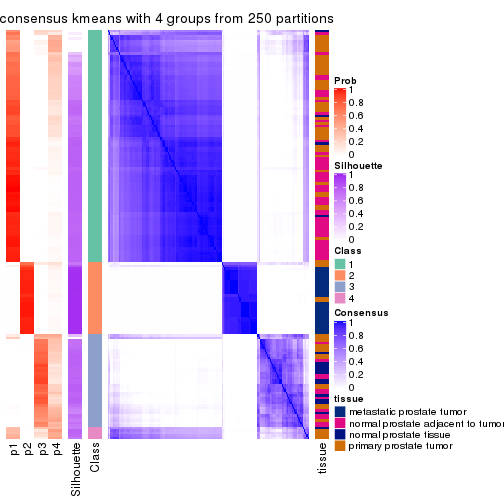 consensus kmeans with 4 groups from 250 partitions
Prob
1
0.8
0.6
0.4
0.2
0
Silhouette
1
0.8
0.6
0.4
0.2
0
Class
1
2
3
4
Consensus
1
0.8
0.6
0.4
0.2
0
tissue
metastatic prostate tumor
normal prostate adjacent to tumor
normal prostate tissue
primary prostate tumor
p1
p2
p3
p4
Silhouette
Class
tissue